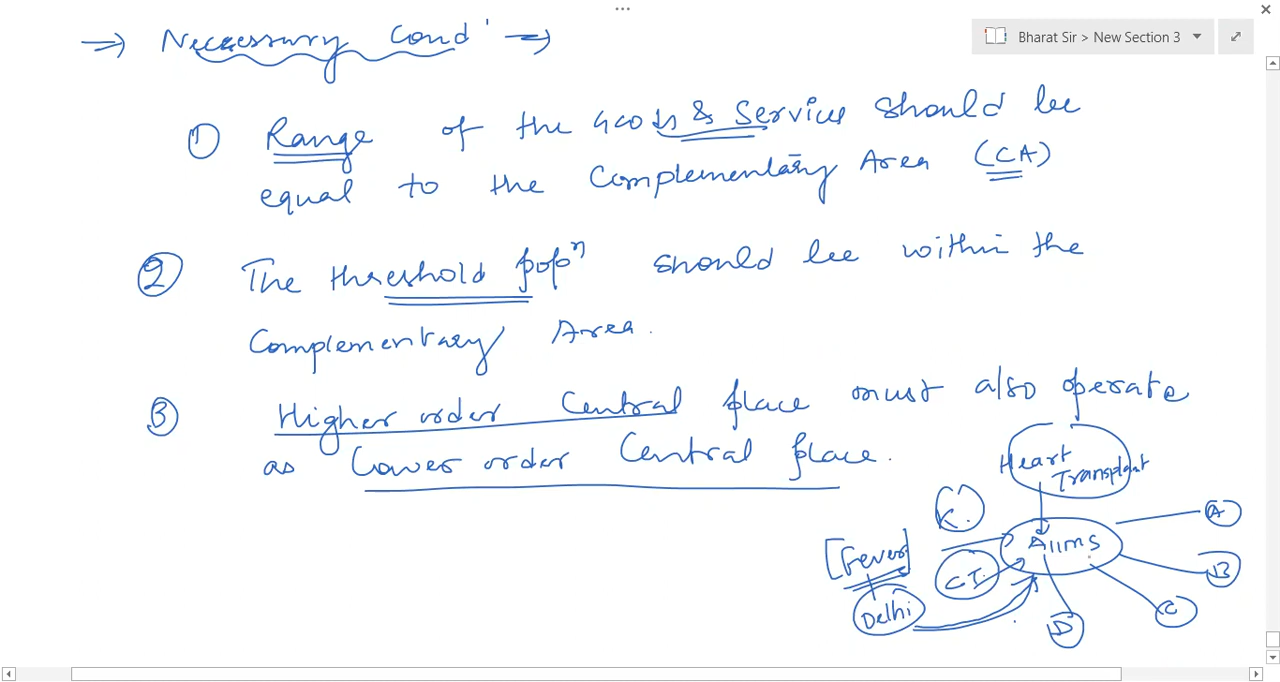 Bharat Sir > New Section 3
→ Necessary Cond' →
① Range of the Goods & Service should be
equal to the Complementary Area (CA)
② The threshold popⁿ should be within the
Complementary Area.
③ Higher order Central place must also operate
as Lower order Central place.
Heart
Transplant
K.
A
[Fever]
AIIMS
C.I.
B
Delhi
C
D